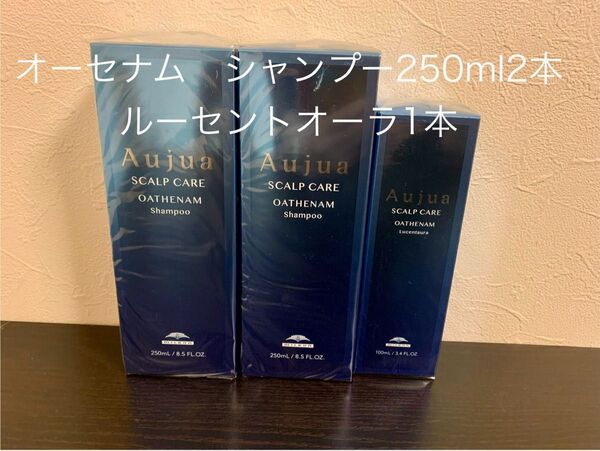 オーセナム　シャンプー250ml2本
ルーセントオーラ1本
Aujua
SCALP CARE
OATHENAM
Shampoo
MILBON
250mL / 8.5 FL.OZ.
Aujua
SCALP CARE
OATHENAM
Shampoo
MILBON
250mL / 8.5 FL.OZ.
Aujua
SCALP CARE
OATHENAM
Lucentaura
MILBON
100mL / 3.4 FL.OZ.